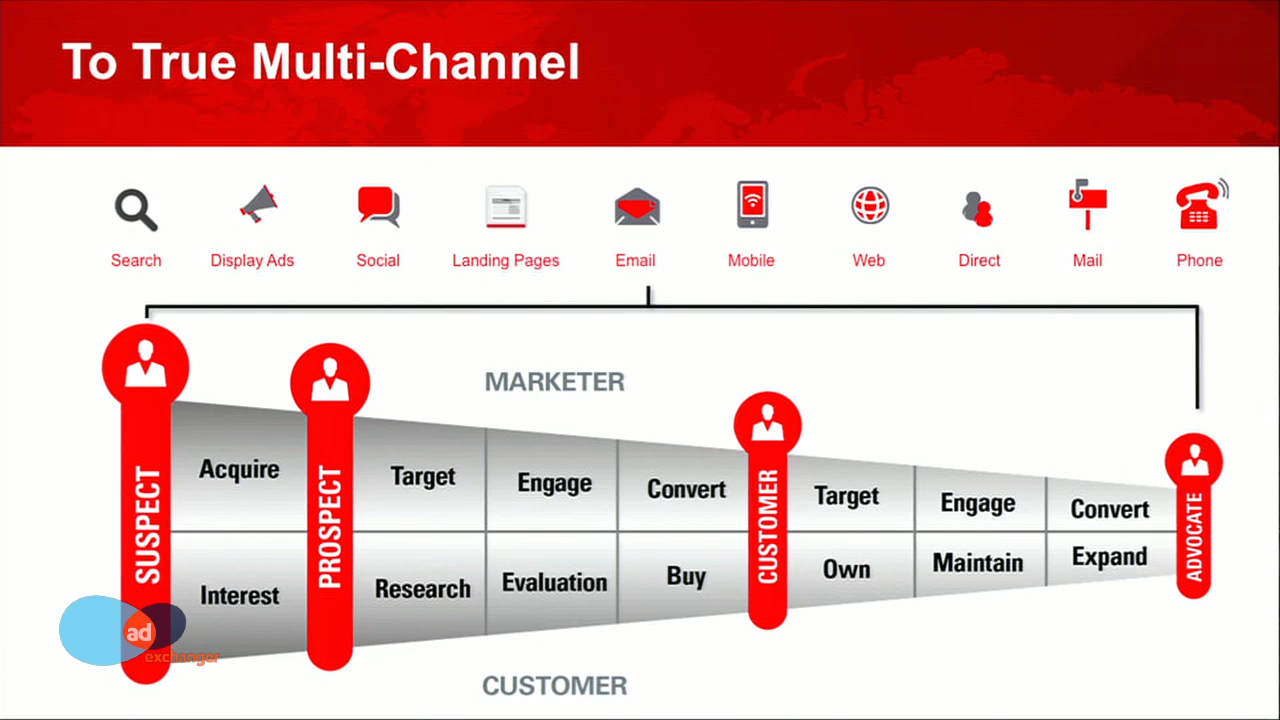 To True Multi-Channel
Search
Display Ads
Social
Landing Pages
Email
Mobile
Web
Direct
Mail
Phone
MARKETER
SUSPECT
Acquire
Interest
PROSPECT
Target
Engage
Convert
Research
Evaluation
Buy
CUSTOMER
Target
Engage
Convert
Own
Maintain
Expand
ADVOCATE
CUSTOMER
ad
exchanger